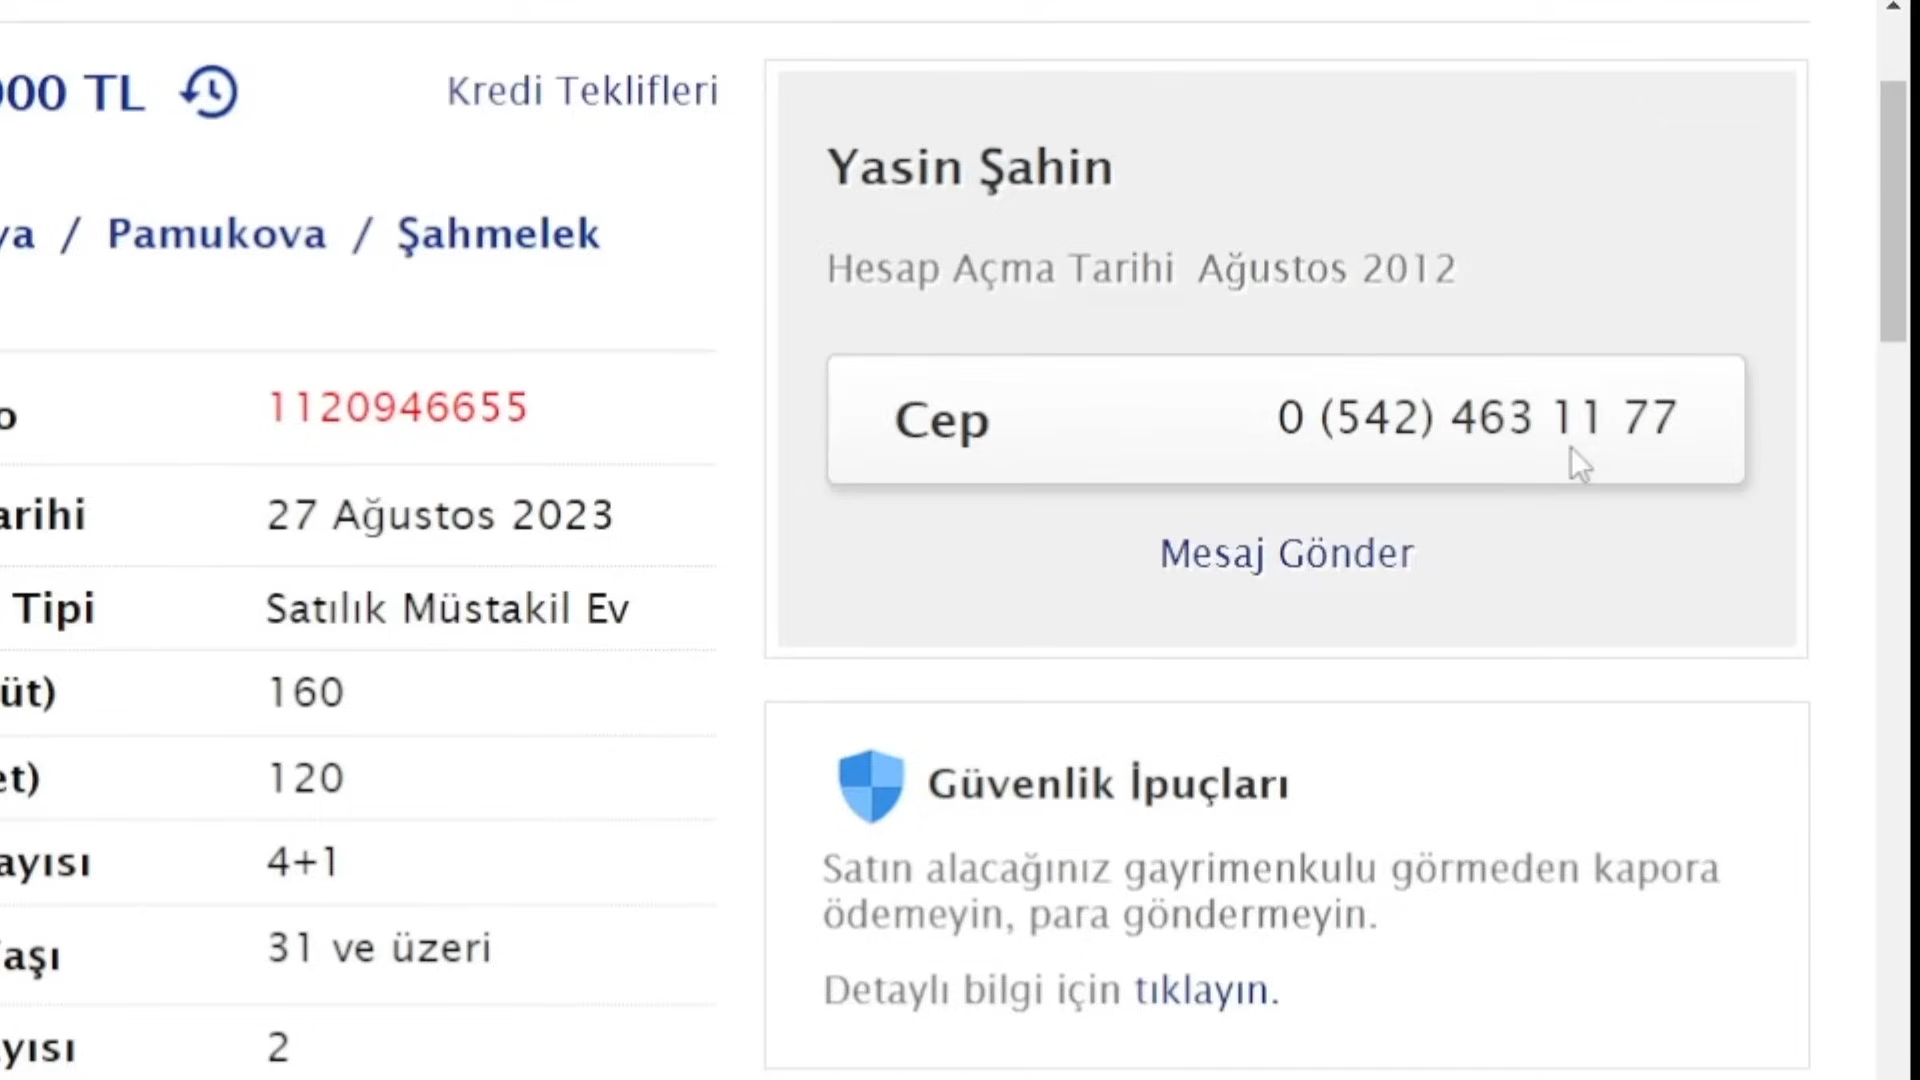 000 TL Kredi Teklifleri
ya / Pamukova / Şahmelek
o 1120946655
arihi 27 Ağustos 2023
Tipi Satılık Müstakil Ev
üt) 160
et) 120
ayısı 4+1
aşı 31 ve üzeri
yısı 2
Yasin Şahin
Hesap Açma Tarihi Ağustos 2012
Cep 0 (542) 463 11 77
Mesaj Gönder
Güvenlik İpuçları
Satın alacağınız gayrimenkulu görmeden kapora
ödemeyin, para göndermeyin.
Detaylı bilgi için tıklayın.